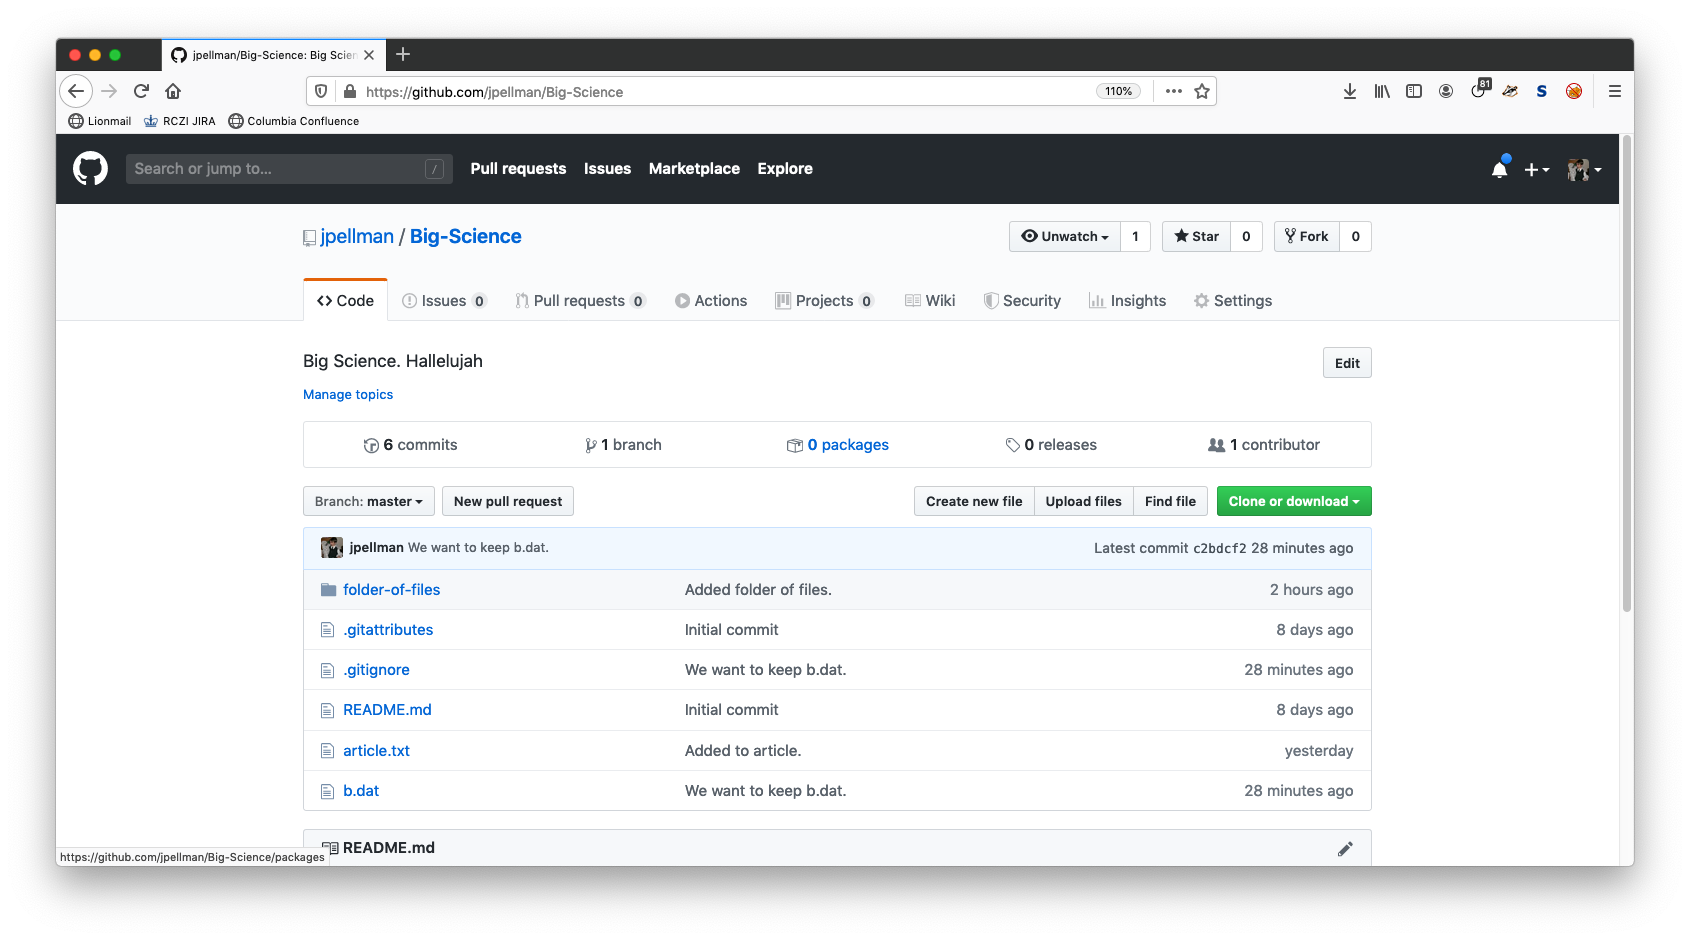 jpellman/Big-Science: Big Scien
https://github.com/jpellman/Big-Science 110% 81 S
Lionmail RCZI JIRA Columbia Confluence
Search or jump to... / Pull requests Issues Marketplace Explore
jpellman / Big-Science Unwatch 1 Star 0 Fork 0
Code Issues 0 Pull requests 0 Actions Projects 0 Wiki Security Insights Settings
Big Science. Hallelujah Edit
Manage topics
6 commits 1 branch 0 packages 0 releases 1 contributor
Branch: master New pull request Create new file Upload files Find file Clone or download
jpellman We want to keep b.dat. Latest commit c2bdcf2 28 minutes ago
folder-of-files Added folder of files. 2 hours ago
.gitattributes Initial commit 8 days ago
.gitignore We want to keep b.dat. 28 minutes ago
README.md Initial commit 8 days ago
article.txt Added to article. yesterday
b.dat We want to keep b.dat. 28 minutes ago
README.md
https://github.com/jpellman/Big-Science/packages